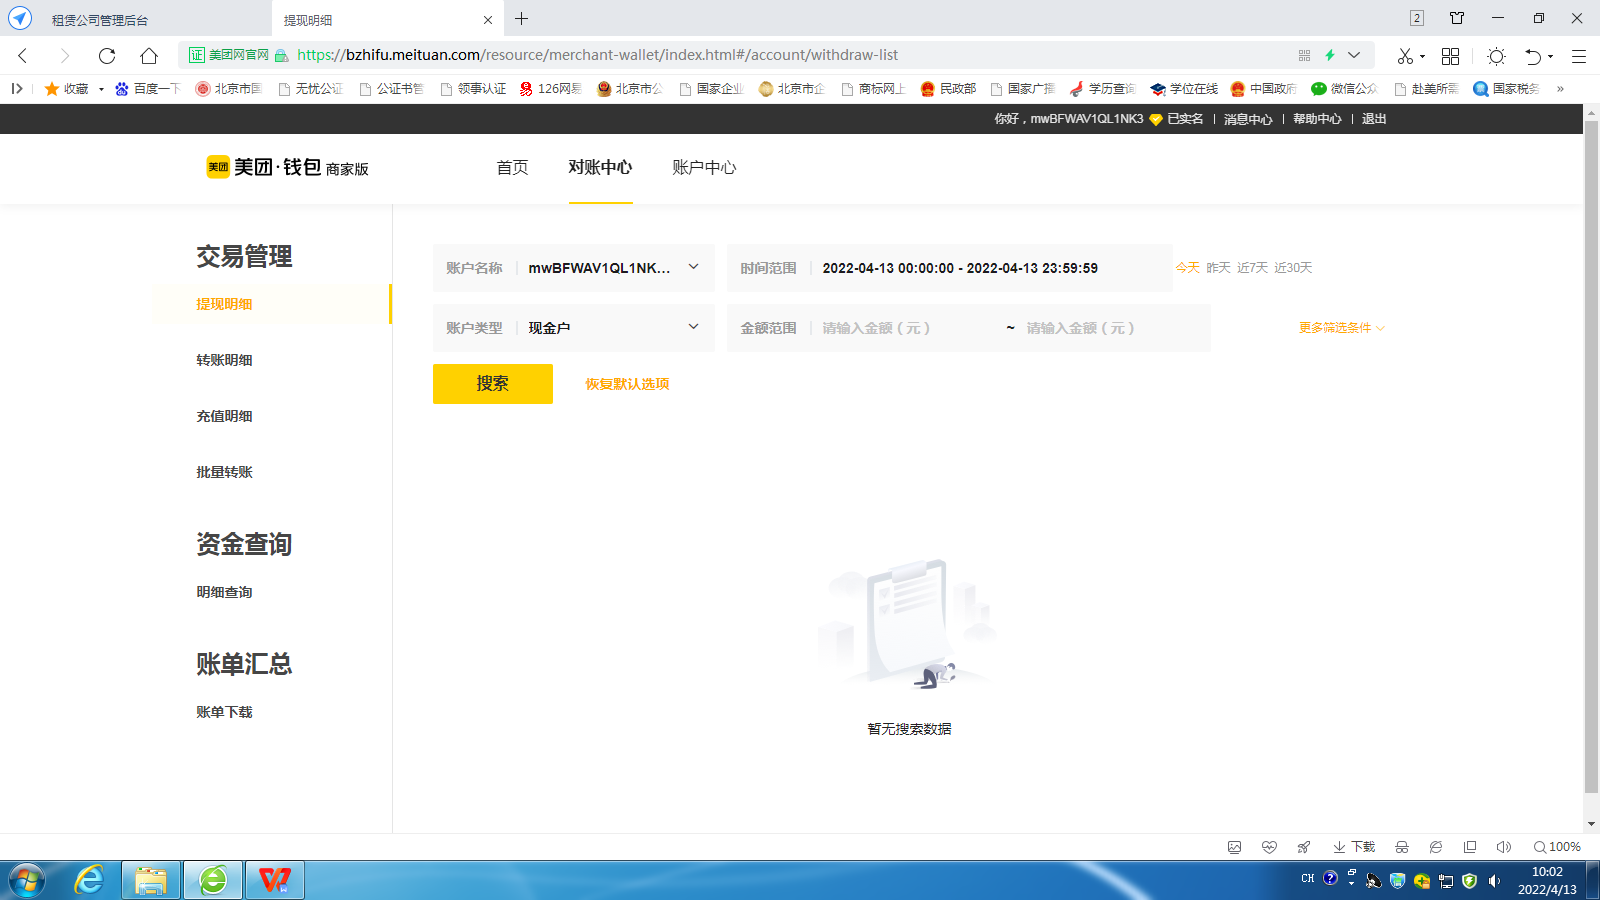 租赁公司管理后台
提现明细
2
证 美团网官网 https://bzhifu.meituan.com/resource/merchant-wallet/index.html#/account/withdraw-list
收藏 百度一下 北京市国 无忧公证 公证书管 领事认证 126网易 北京市公 国家企业 北京市企 商标网上 民政部 国家广播 学历查询 学位在线 中国政府 微信公众 赴美所需 国家税务 »
你好，mwBFWAV1QL1NK3 已实名 | 消息中心 | 帮助中心 | 退出
美团 美团·钱包 商家版
首页 对账中心 账户中心
交易管理
提现明细
转账明细
充值明细
批量转账
资金查询
明细查询
账单汇总
账单下载
账户名称 mwBFWAV1QL1NK...
时间范围 2022-04-13 00:00:00 - 2022-04-13 23:59:59
今天 昨天 近7天 近30天
账户类型 现金户
金额范围 请输入金额（元） ~ 请输入金额（元）
更多筛选条件
搜索 恢复默认选项
暂无搜索数据
下载 100%
CH
10:02
2022/4/13